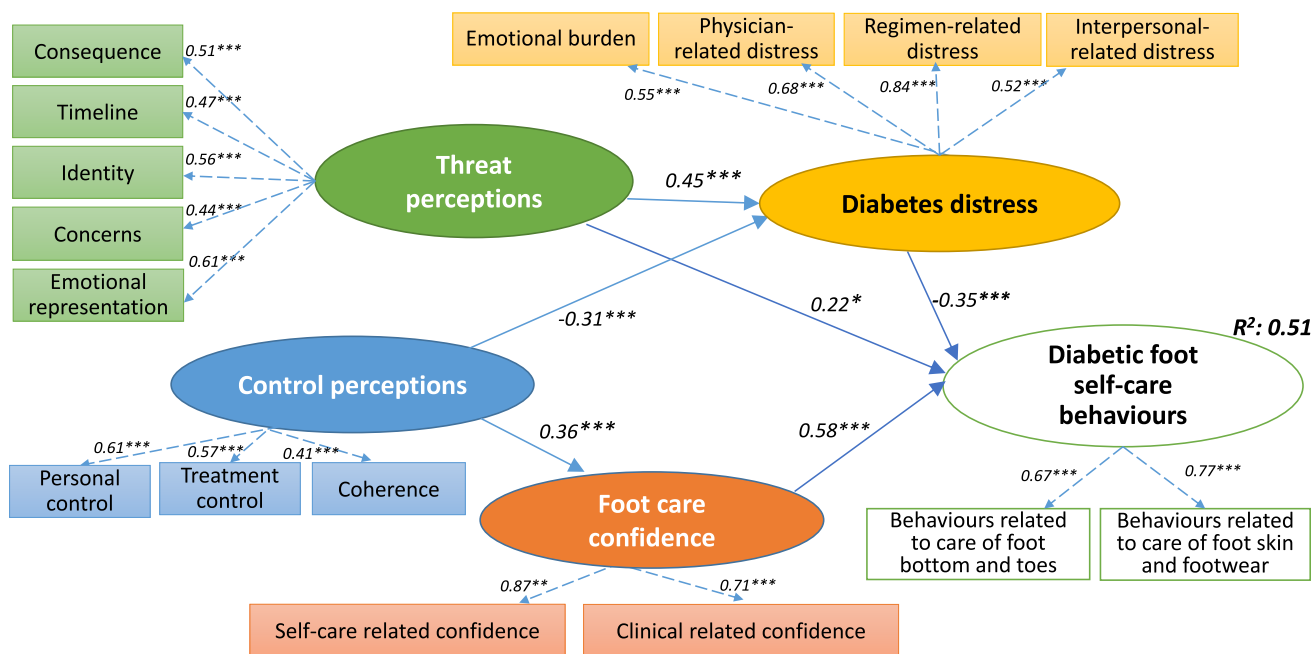 Consequence
0.51***
Timeline
0.47***
Identity
0.56***
Concerns
0.44***
Emotional
representation
0.61***
Threat
perceptions
Emotional burden
Physician-
related distress
Regimen-related
distress
Interpersonal-
related distress
0.55***
0.68***
0.84***
0.52***
0.45***
Diabetes distress
-0.31***
0.22*
-0.35***
R²: 0.51
Control perceptions
Diabetic foot
self-care
behaviours
0.36***
0.58***
0.61***
0.57***
0.41***
Personal
control
Treatment
control
Coherence
Foot care
confidence
0.67***
0.77***
Behaviours related
to care of foot
bottom and toes
Behaviours related
to care of foot skin
and footwear
0.87**
0.71***
Self-care related confidence
Clinical related confidence